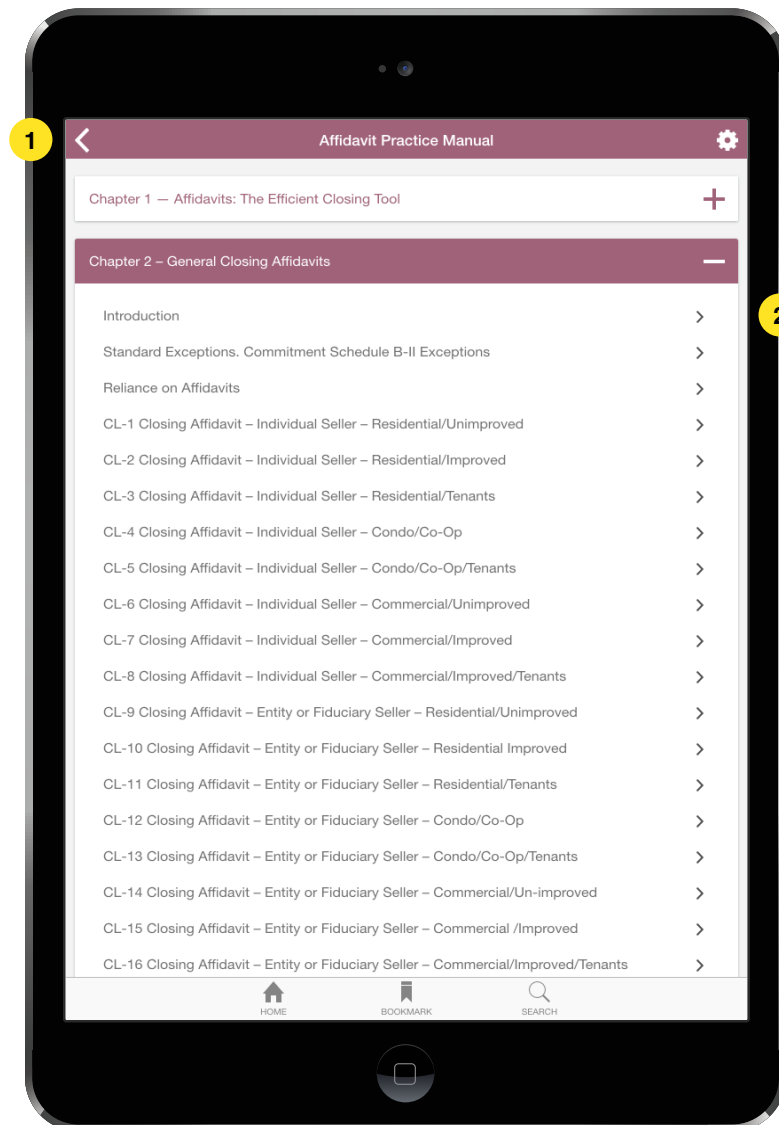 1
Affidavit Practice Manual
Chapter 1 — Affidavits: The Efficient Closing Tool
Chapter 2 – General Closing Affidavits
Introduction
2
Standard Exceptions. Commitment Schedule B-II Exceptions
Reliance on Affidavits
CL-1 Closing Affidavit – Individual Seller – Residential/Unimproved
CL-2 Closing Affidavit – Individual Seller – Residential/Improved
CL-3 Closing Affidavit – Individual Seller – Residential/Tenants
CL-4 Closing Affidavit – Individual Seller – Condo/Co-Op
CL-5 Closing Affidavit – Individual Seller – Condo/Co-Op/Tenants
CL-6 Closing Affidavit – Individual Seller – Commercial/Unimproved
CL-7 Closing Affidavit – Individual Seller – Commercial/Improved
CL-8 Closing Affidavit – Individual Seller – Commercial/Improved/Tenants
CL-9 Closing Affidavit – Entity or Fiduciary Seller – Residential/Unimproved
CL-10 Closing Affidavit – Entity or Fiduciary Seller – Residential Improved
CL-11 Closing Affidavit – Entity or Fiduciary Seller – Residential/Tenants
CL-12 Closing Affidavit – Entity or Fiduciary Seller – Condo/Co-Op
CL-13 Closing Affidavit – Entity or Fiduciary Seller – Condo/Co-Op/Tenants
CL-14 Closing Affidavit – Entity or Fiduciary Seller – Commercial/Un-improved
CL-15 Closing Affidavit – Entity or Fiduciary Seller – Commercial /Improved
CL-16 Closing Affidavit – Entity or Fiduciary Seller – Commercial/Improved/Tenants
HOME BOOKMARK SEARCH